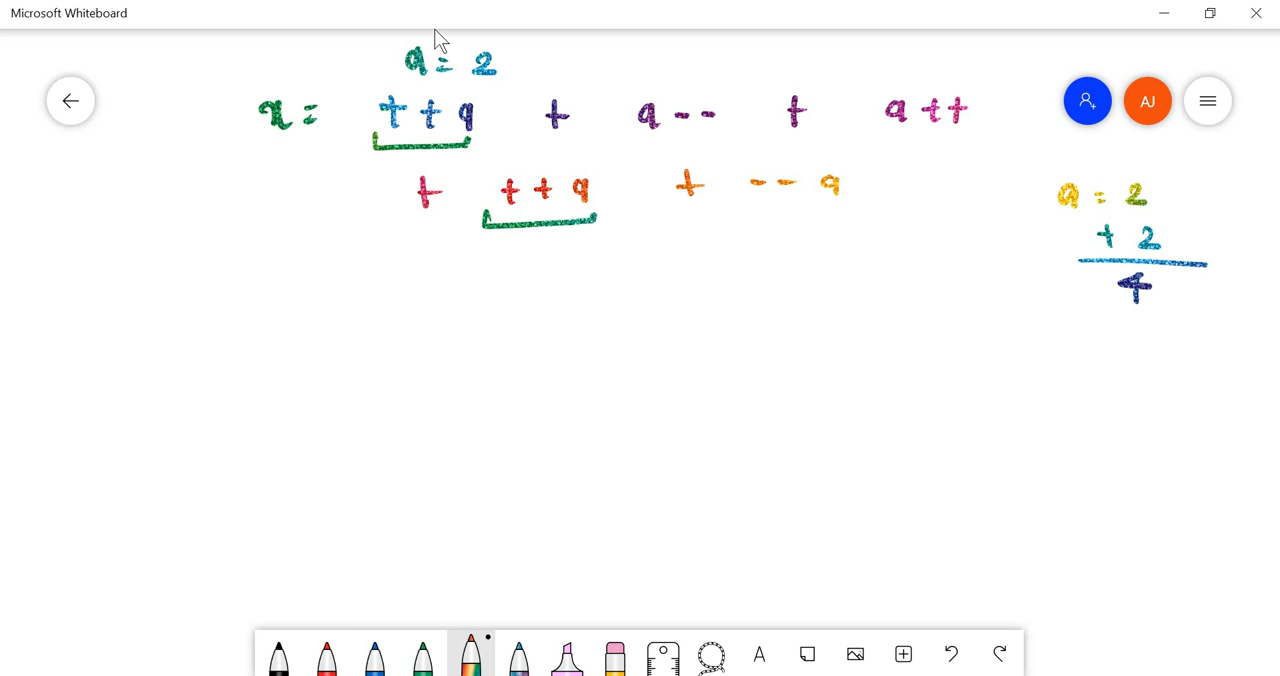 Microsoft Whiteboard
a = 2
a = ++a + a-- + a++
+ ++a + --a
a = 2
+ 2
4
AJ
A